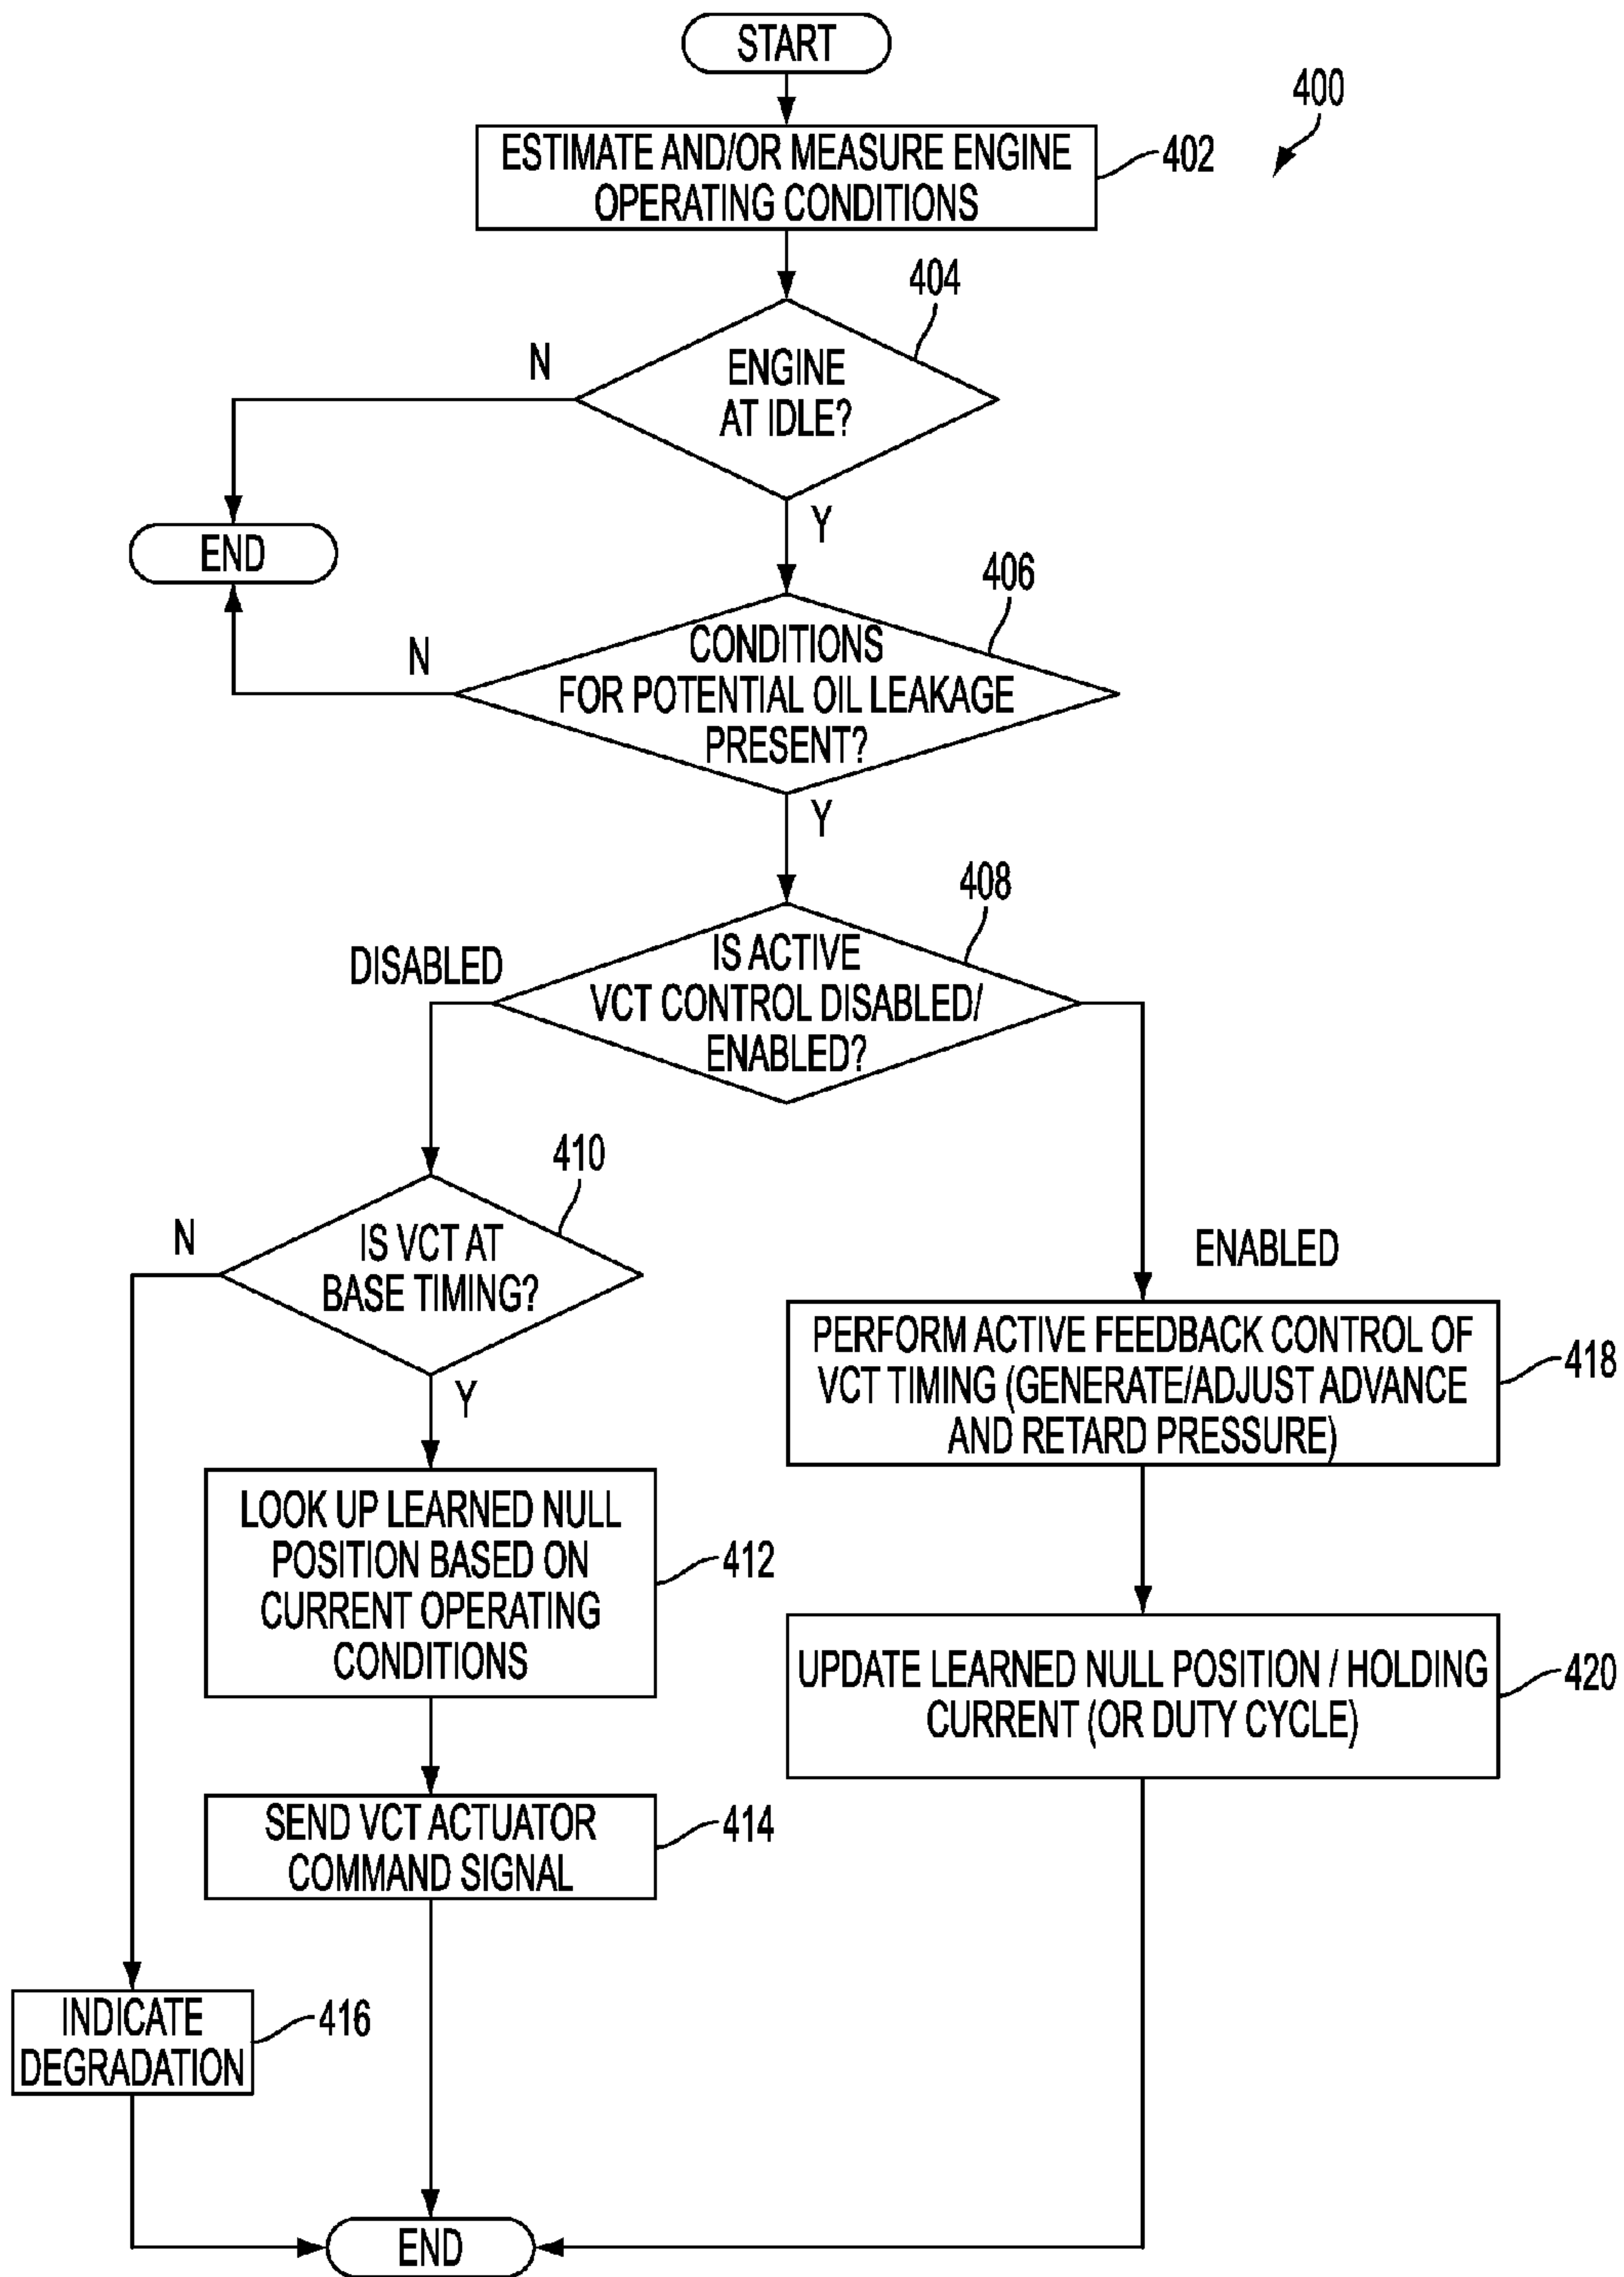 START
400
ESTIMATE AND/OR MEASURE ENGINE
OPERATING CONDITIONS
402
404
N
ENGINE
AT IDLE?
Y
END
406
N
CONDITIONS
FOR POTENTIAL OIL LEAKAGE
PRESENT?
Y
408
DISABLED
IS ACTIVE
VCT CONTROL DISABLED/
ENABLED?
410
N
IS VCT AT
BASE TIMING?
ENABLED
Y
PERFORM ACTIVE FEEDBACK CONTROL OF
VCT TIMING (GENERATE/ADJUST ADVANCE
AND RETARD PRESSURE)
418
LOOK UP LEARNED NULL
POSITION BASED ON
CURRENT OPERATING
CONDITIONS
412
UPDATE LEARNED NULL POSITION / HOLDING
CURRENT (OR DUTY CYCLE)
420
SEND VCT ACTUATOR
COMMAND SIGNAL
414
INDICATE
DEGRADATION
416
END